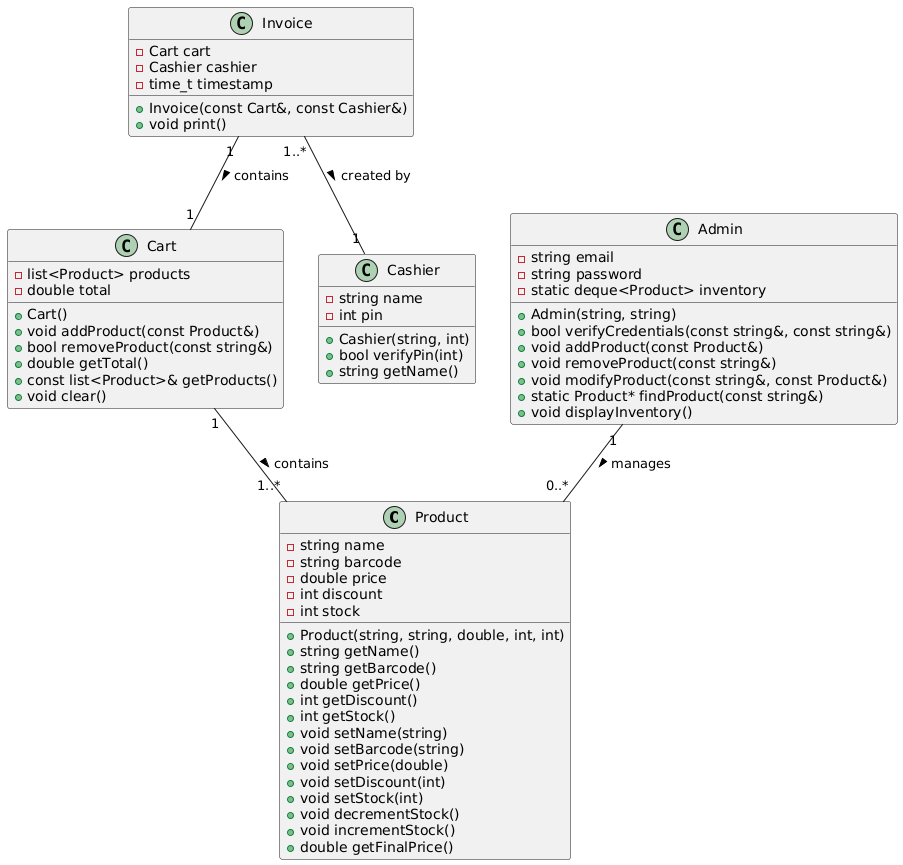 Invoice
Cart cart
Cashier cashier
time_t timestamp
Invoice(const Cart&, const Cashier&)
void print()
1
1..*
contains
created by
1
1
Cart
list<Product> products
double total
Cart()
void addProduct(const Product&)
bool removeProduct(const string&)
double getTotal()
const list<Product>& getProducts()
void clear()
Cashier
string name
int pin
Cashier(string, int)
bool verifyPin(int)
string getName()
Admin
string email
string password
static deque<Product> inventory
Admin(string, string)
bool verifyCredentials(const string&, const string&)
void addProduct(const Product&)
void removeProduct(const string&)
void modifyProduct(const string&, const Product&)
static Product* findProduct(const string&)
void displayInventory()
1
1
contains
manages
1..*
0..*
Product
string name
string barcode
double price
int discount
int stock
Product(string, string, double, int, int)
string getName()
string getBarcode()
double getPrice()
int getDiscount()
int getStock()
void setName(string)
void setBarcode(string)
void setPrice(double)
void setDiscount(int)
void setStock(int)
void decrementStock()
void incrementStock()
double getFinalPrice()